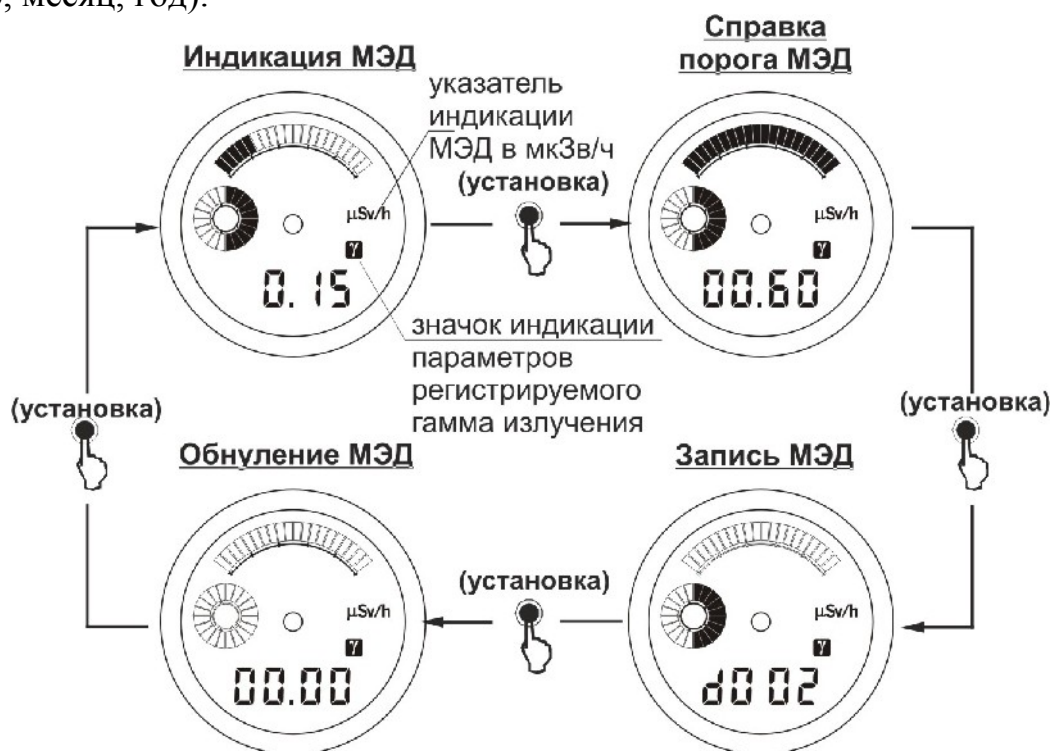 месяц, год).
Индикация МЭД
указатель
индикации
МЭД в мкЗв/ч
(установка)
Справка
порога МЭД
µSv/h
γ
0.15
µSv/h
γ
00.60
значок индикации
параметров
регистрируемого
гамма излучения
(установка)
(установка)
Обнуление МЭД
Запись МЭД
(установка)
µSv/h
γ
00.00
µSv/h
γ
d002